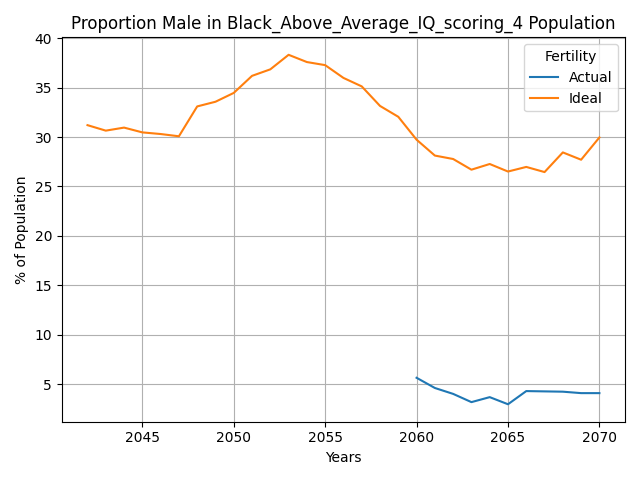 Proportion Male in Black_Above_Average_IQ_scoring_4 Population
% of Population
40
35
30
25
20
15
10
5
Fertility
Actual
Ideal
2045 2050 2055 2060 2065 2070
Years